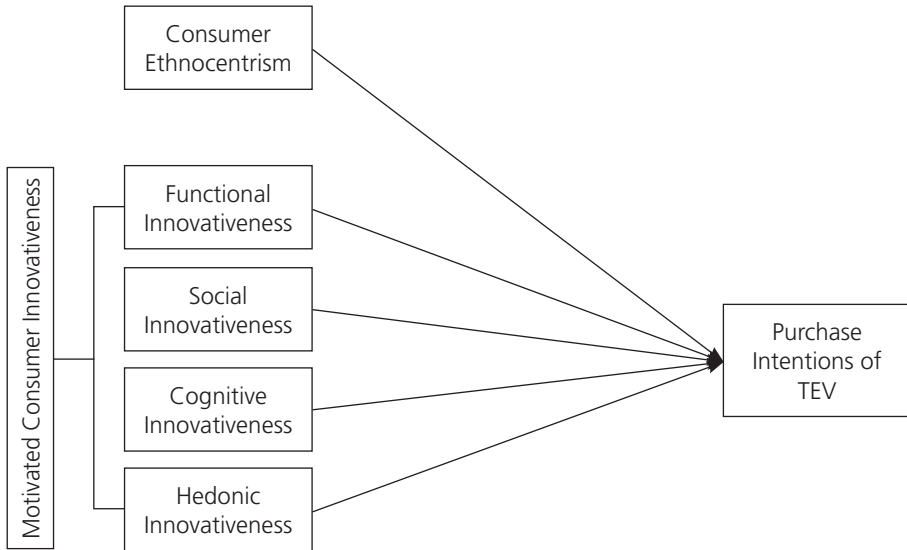 Consumer
Ethnocentrism
Motivated Consumer Innovativeness
Functional
Innovativeness
Social
Innovativeness
Cognitive
Innovativeness
Hedonic
Innovativeness
Purchase
Intentions of
TEV